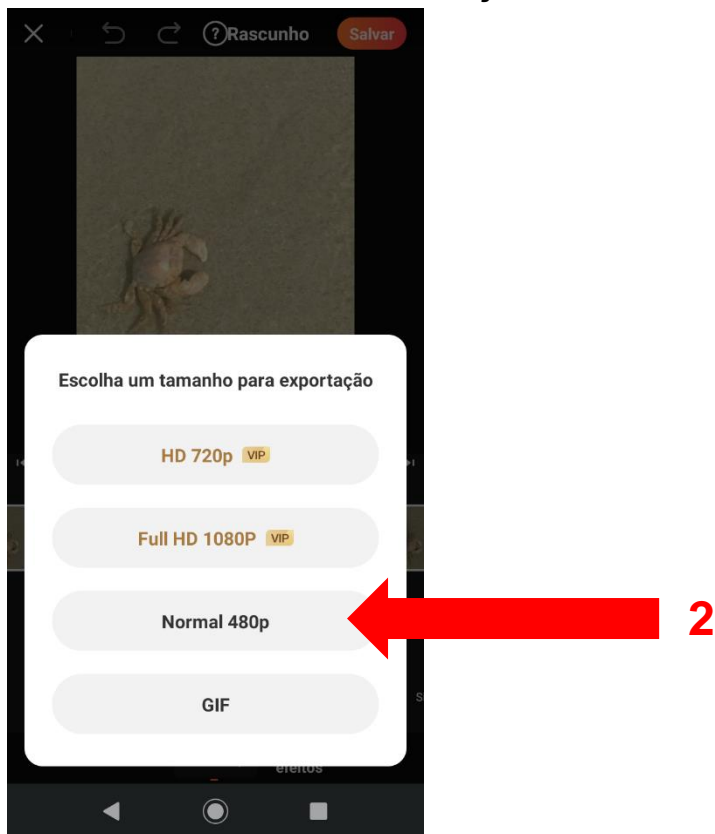 Rascunho
Salvar
Escolha um tamanho para exportação
HD 720p VIP
Full HD 1080P VIP
Normal 480p
2
GIF
efeitos